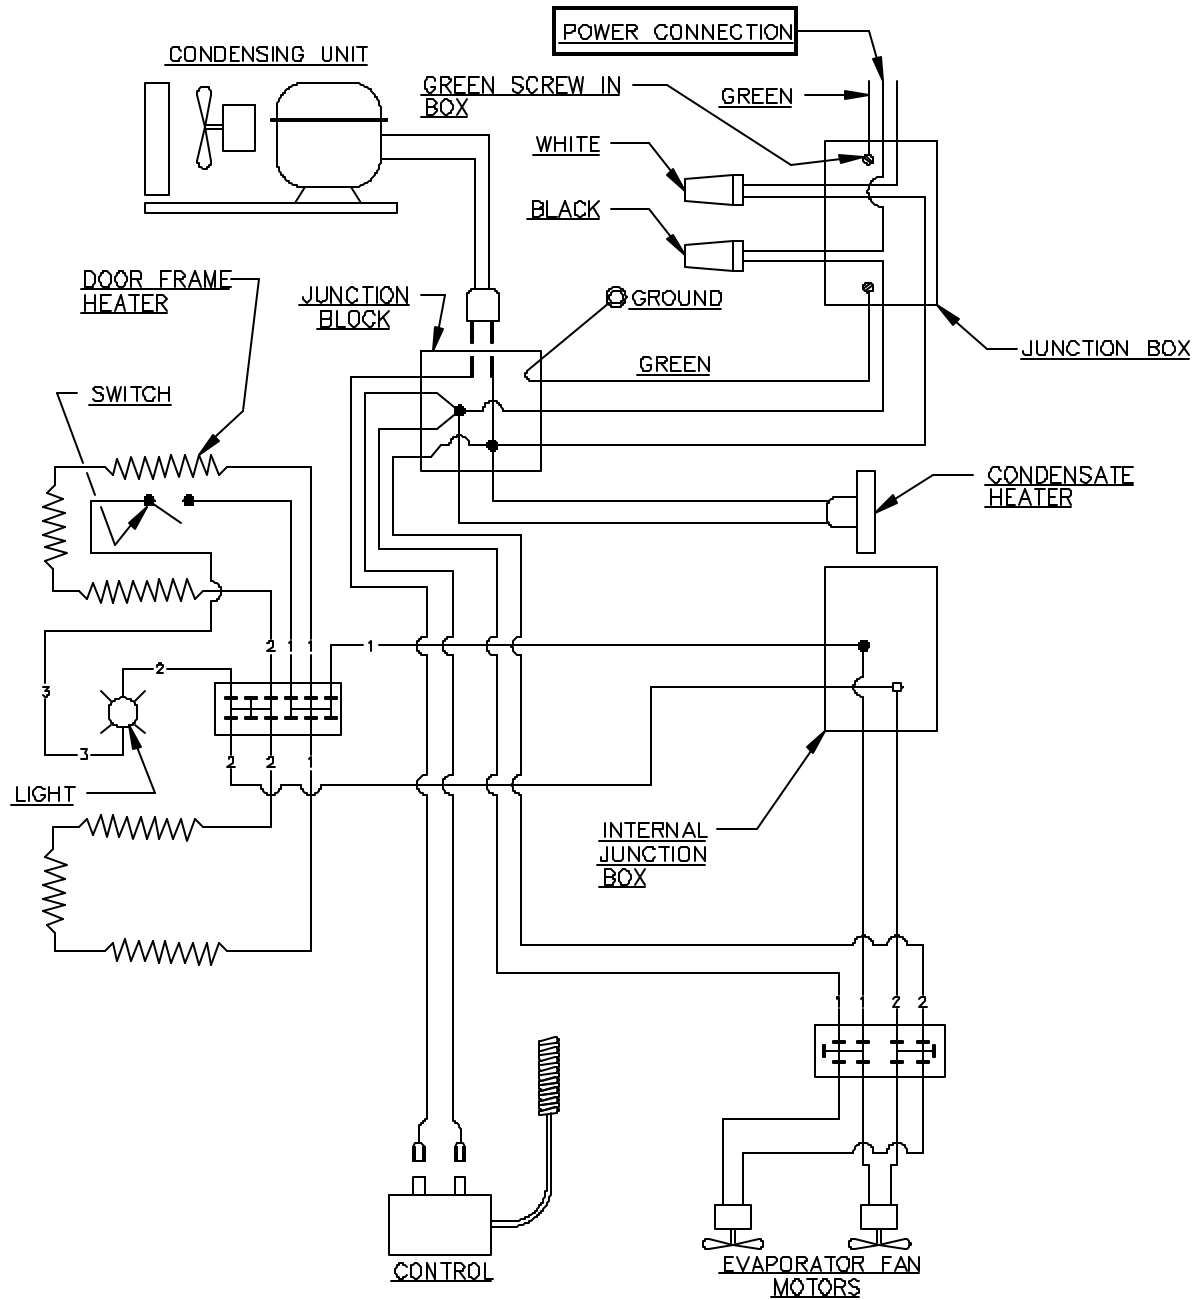 POWER CONNECTION
CONDENSING UNIT
GREEN SCREW IN
BOX
GREEN
WHITE
BLACK
DOOR FRAME
HEATER
JUNCTION
BLOCK
GROUND
JUNCTION BOX
GREEN
SWITCH
CONDENSATE
HEATER
2 1 1
1
2
3
3
2 2 1
LIGHT
INTERNAL
JUNCTION
BOX
1 1 2 2
CONTROL
EVAPORATOR FAN
MOTORS